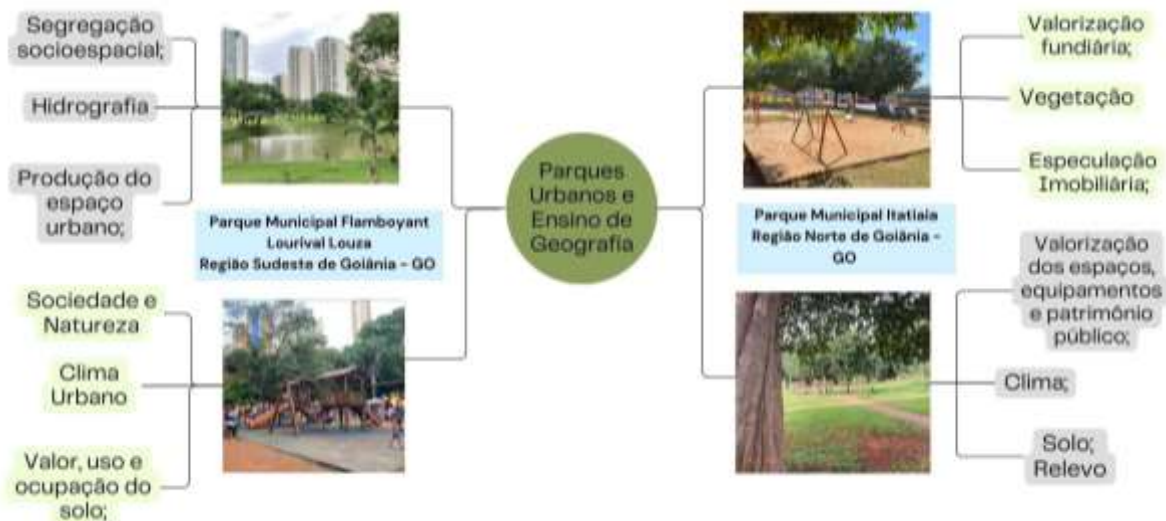 Segregação
socioespacial;
Hidrografia
Produção do
espaço
urbano;
Parque Municipal Flamboyant
Lourival Louza
Região Sudeste de Goiânia – GO
Sociedade e
Natureza
Clima
Urbano
Valor, uso e
ocupação do
solo;
Parques
Urbanos e
Ensino de
Geografia
Valorização
fundiária;
Vegetação
Especulação
Imobiliária;
Parque Municipal Itatiaia
Região Norte de Goiânia –
GO
Valorização
dos espaços,
equipamentos
e patrimônio
público;
Clima;
Solo;
Relevo